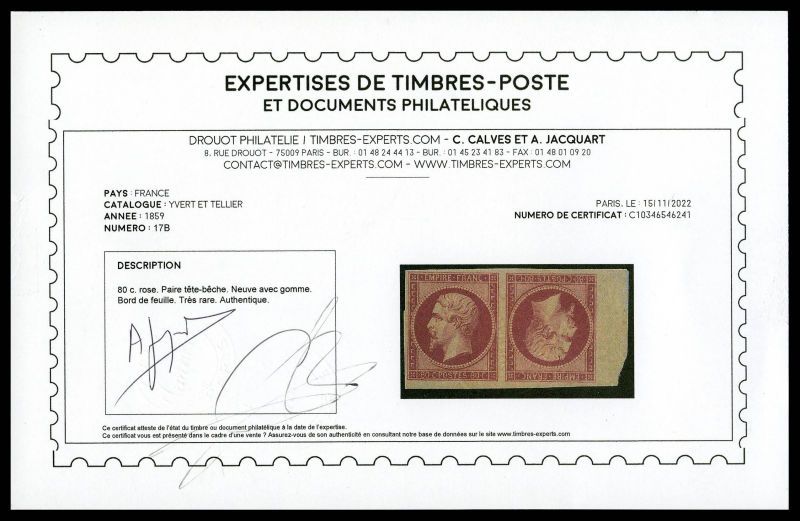 EXPERTISES DE TIMBRES-POSTE
ET DOCUMENTS PHILATELIQUES
DROUOT PHILATELIE / TIMBRES-EXPERTS.COM - C. CALVES ET A. JACQUART
8, RUE DROUOT - 75009 PARIS - BUR. : 01 48 24 44 13 - BUR. : 01 45 23 41 83 - FAX : 01 48 01 09 20
CONTACT@TIMBRES-EXPERTS.COM - WWW.TIMBRES-EXPERTS.COM
PAYS : FRANCE
CATALOGUE : YVERT ET TELLIER
ANNEE : 1859
NUMERO : 17B
PARIS, LE : 15/11/2022
NUMERO DE CERTIFICAT : C10346546241
DESCRIPTION
80 c. rose. Paire tête-bêche. Neuve avec gomme.
Bord de feuille. Très rare. Authentique.
EMPIRE FRANC.
80·C·POSTES·80·C·
80·C·POSTES·80·C·
EMPIRE FRANC.
Ce certificat atteste de l'état du timbre ou document philatélique à la date de l'expertise.
Ce certificat vous est présenté dans le cadre d'une vente ? Assurez-vous de son authenticité en consultant notre base de données sur le site www.timbres-experts.com